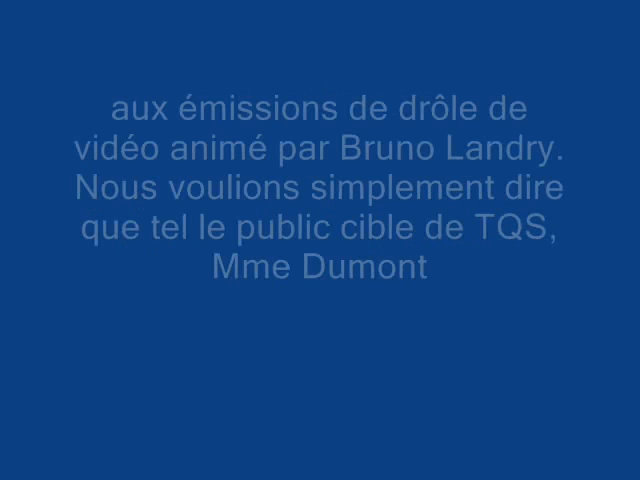 aux émissions de drôle de
vidéo animé par Bruno Landry.
Nous voulions simplement dire
que tel le public cible de TQS,
Mme Dumont